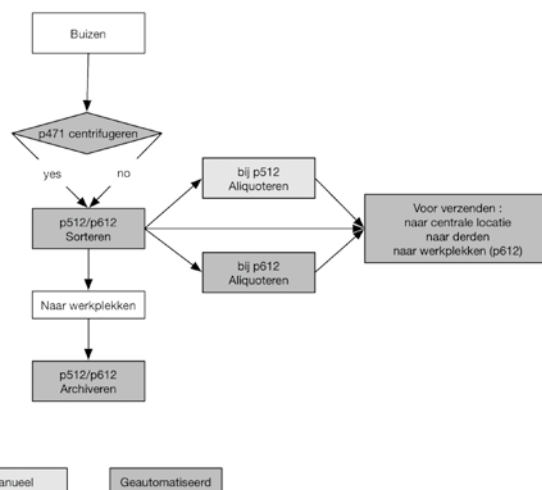 Buizen
p471 centrifugeren
yes
no
p512/p612
Sorteren
bij p512
Aliquoteren
bij p612
Aliquoteren
Voor verzenden :
naar centrale locatie
naar derden
naar werkplekken (p612)
Naar werkplekken
p512/p612
Archiveren
anueel
Geautomatiseerd